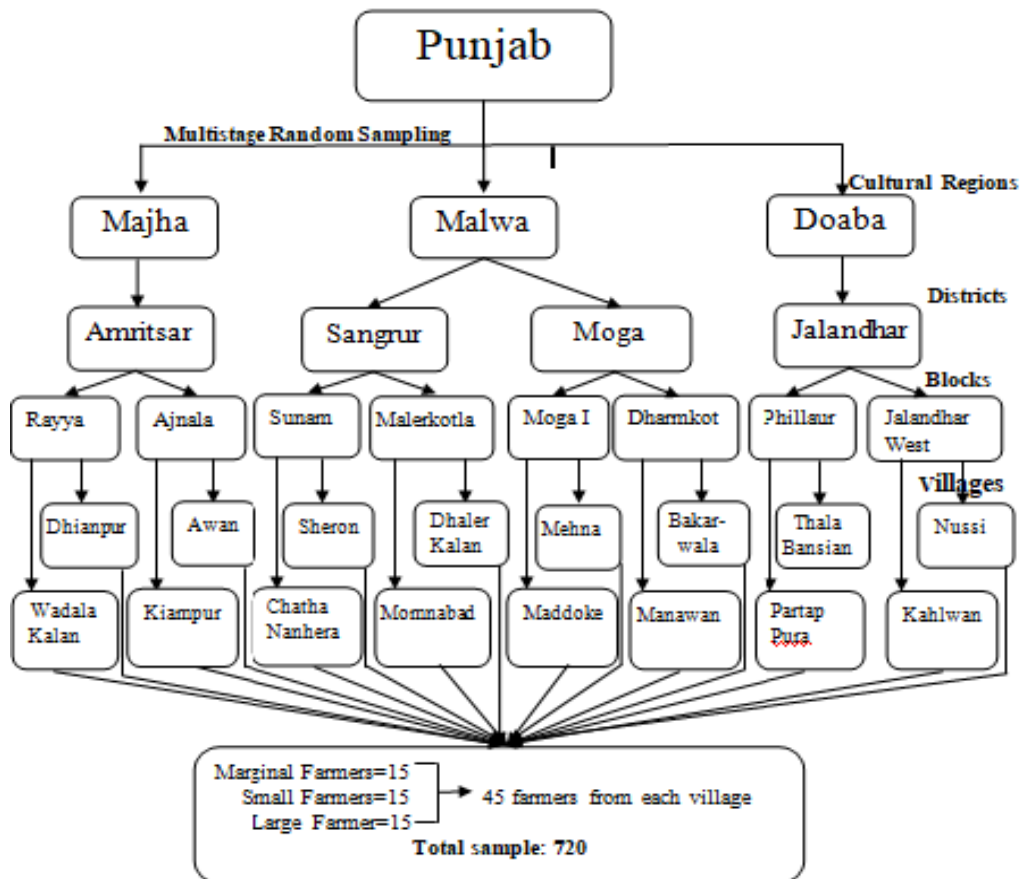 Punjab
Multistage Random Sampling
Cultural Regions
Majha
Malwa
Doaba
Districts
Amritsar
Sangrur
Moga
Jalandhar
Blocks
Rayya
Ajnala
Sunam
Malerkotla
Moga I
Dharmkot
Phillaur
Jalandhar
West
Villages
Dhianpur
Awan
Sheron
Dhaler
Kalan
Mehna
Bakar-
wala
Thala
Bansian
Nussi
Wadala
Kalan
Kiampur
Chatha
Nanhera
Momnabad
Maddoke
Manawan
Partap
Pura
Kahlwan
Marginal Farmers=15
Small Farmers=15
Large Farmer=15
45 farmers from each village
Total sample: 720